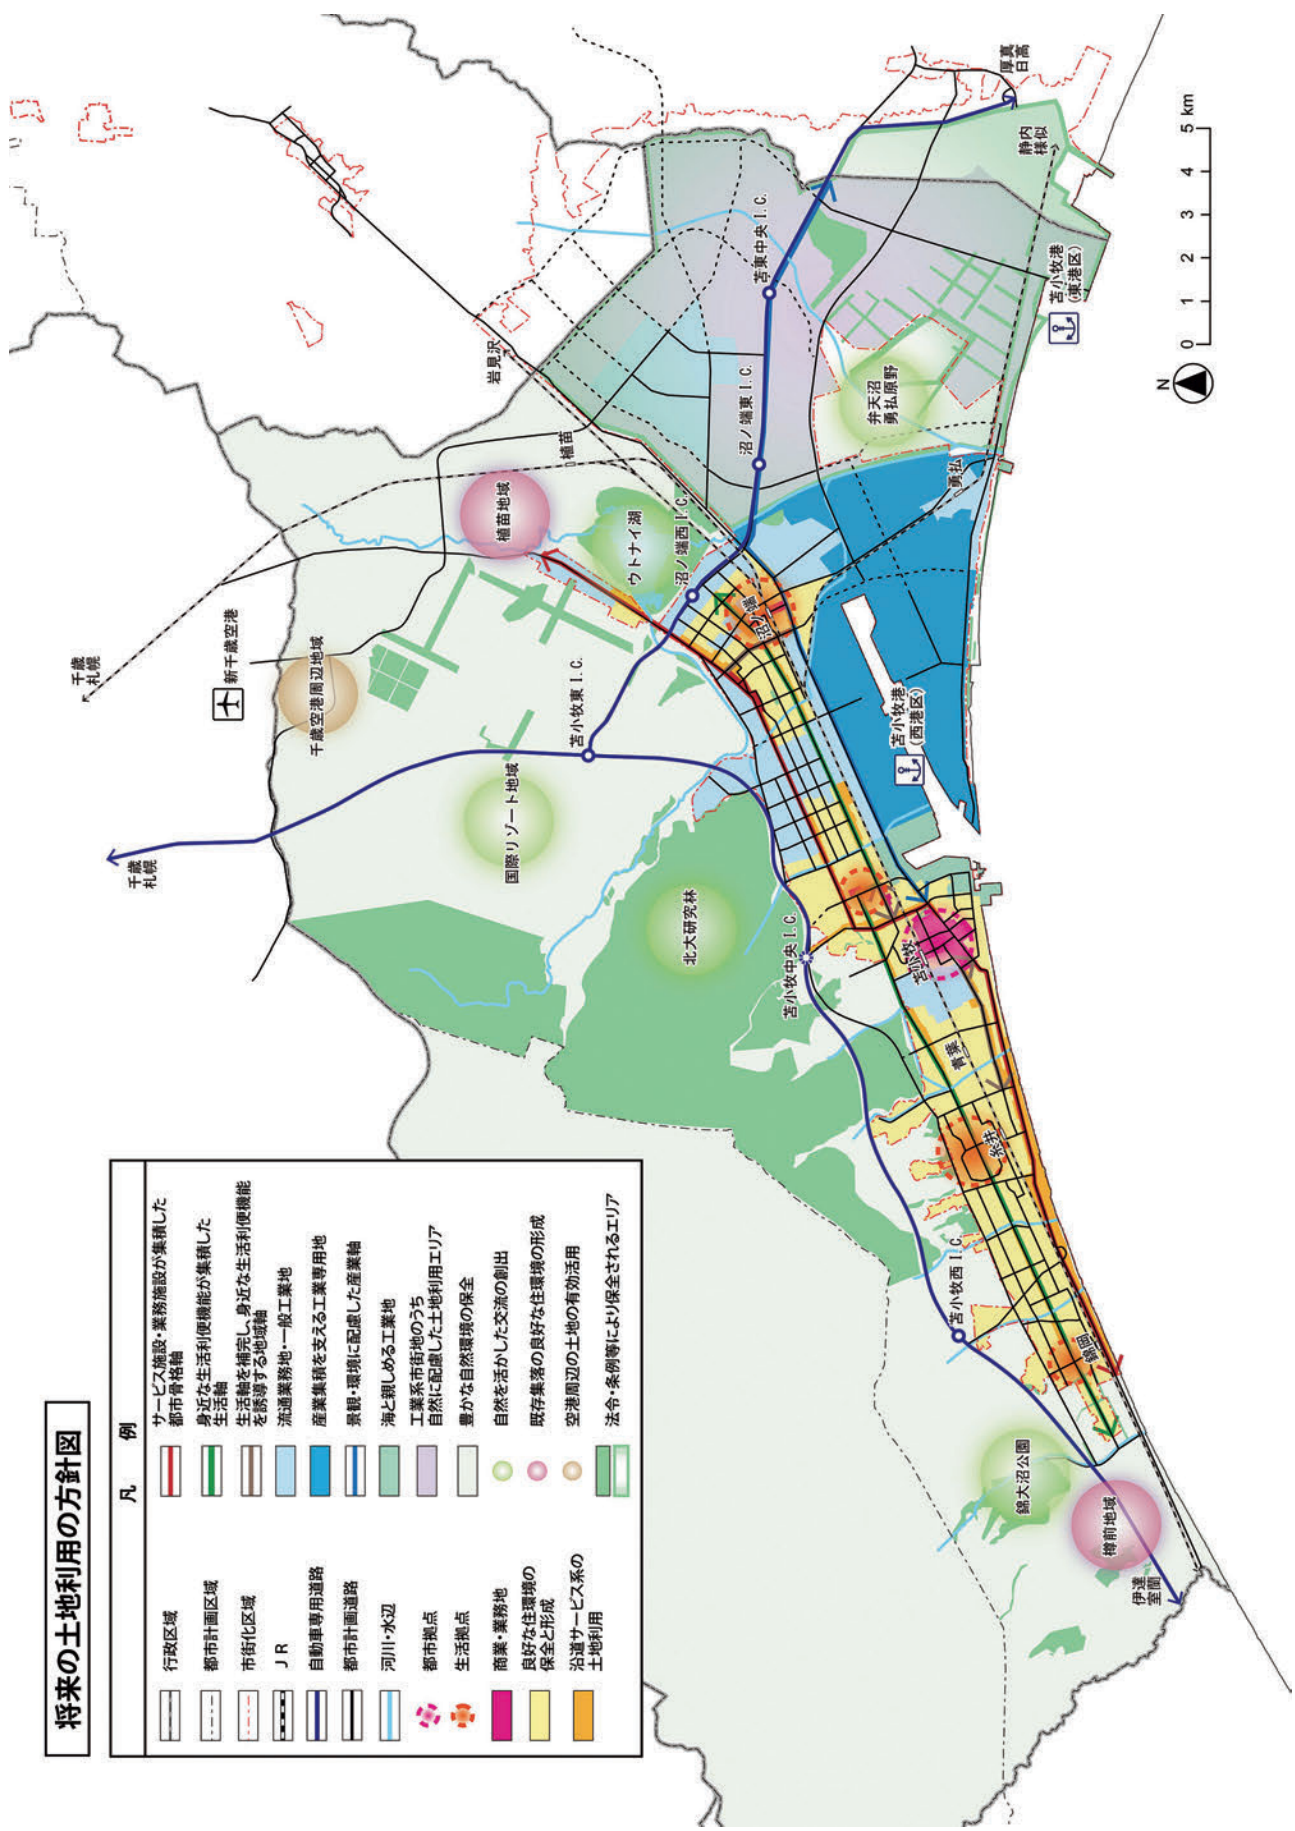 将来の土地利用の方針図
凡　例
行政区域
都市計画区域
市街化区域
ＪＲ
自動車専用道路
都市計画道路
河川・水辺
都市拠点
生活拠点
商業・業務地
良好な住環境の
保全と形成
沿道サービス系の
土地利用
サービス施設・業務施設が集積した
都市骨格軸
身近な生活利便機能が集積した
生活軸
生活軸を補完し、身近な生活利便機能
を誘導する地域軸
流通業務地・一般工業地
産業集積を支える工業専用地
景観・環境に配慮した産業軸
海と親しめる工業地
工業系市街地のうち
自然に配慮した土地利用エリア
豊かな自然環境の保全
自然を活かした交流の創出
既存集落の良好な住環境の形成
空港周辺の土地の有効活用
法令・条例等により保全されるエリア
千歳
札幌
千歳
札幌
新千歳空港
千歳空港周辺地域
国際リゾート地域
北大研究林
植苗地域
植苗
ウトナイ湖
岩見沢
苫小牧東I.C.
沼ノ端西I.C.
沼ノ端東I.C.
苫東中央I.C.
苫小牧中央I.C.
苫小牧西I.C.
沼ノ端
弁天沼
勇払原野
勇払
厚真
日高
静内
様似
苫小牧港
(東港区)
苫小牧港
(西港区)
苫小牧
青葉
糸井
錦岡
錦大沼公園
樽前地域
伊達
室蘭
N
0 1 2 3 4 5 km